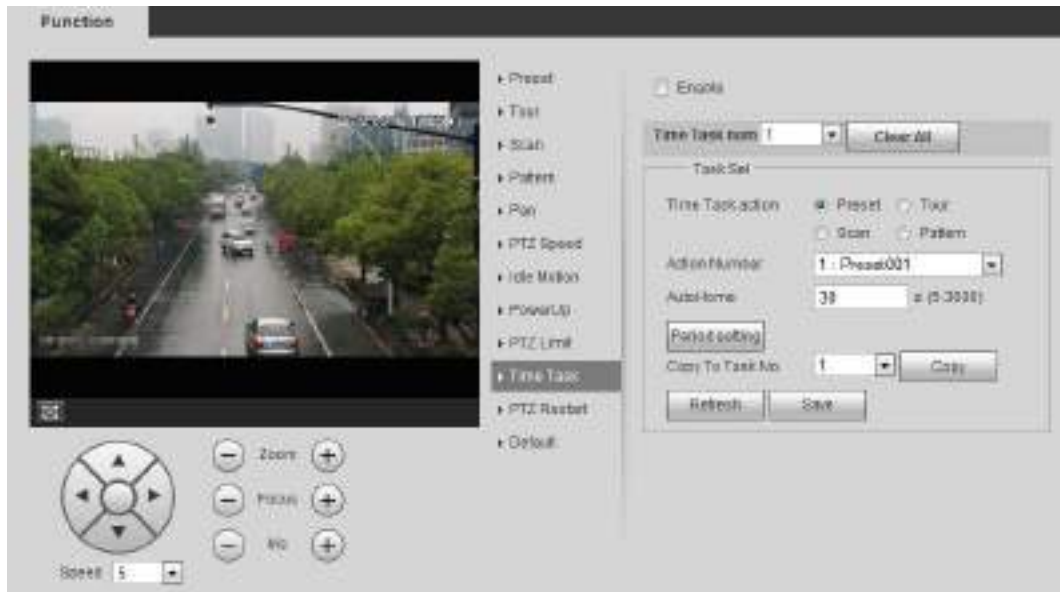 Function
Preset
Tour
Scan
Pattern
Pan
PTZ Speed
Idle Motion
PowerUp
PTZ Limit
Time Task
PTZ Restart
Default
Enable
Time Task num 1 Clear All
Task Set
Time Task action Preset Tour
Scan Pattern
Action Number 1 : Preset001
AutoHome 30 s (5-3600)
Period setting
Copy To Task No. 1 Copy
Refresh Save
Zoom
Focus
Iris
Speed 5